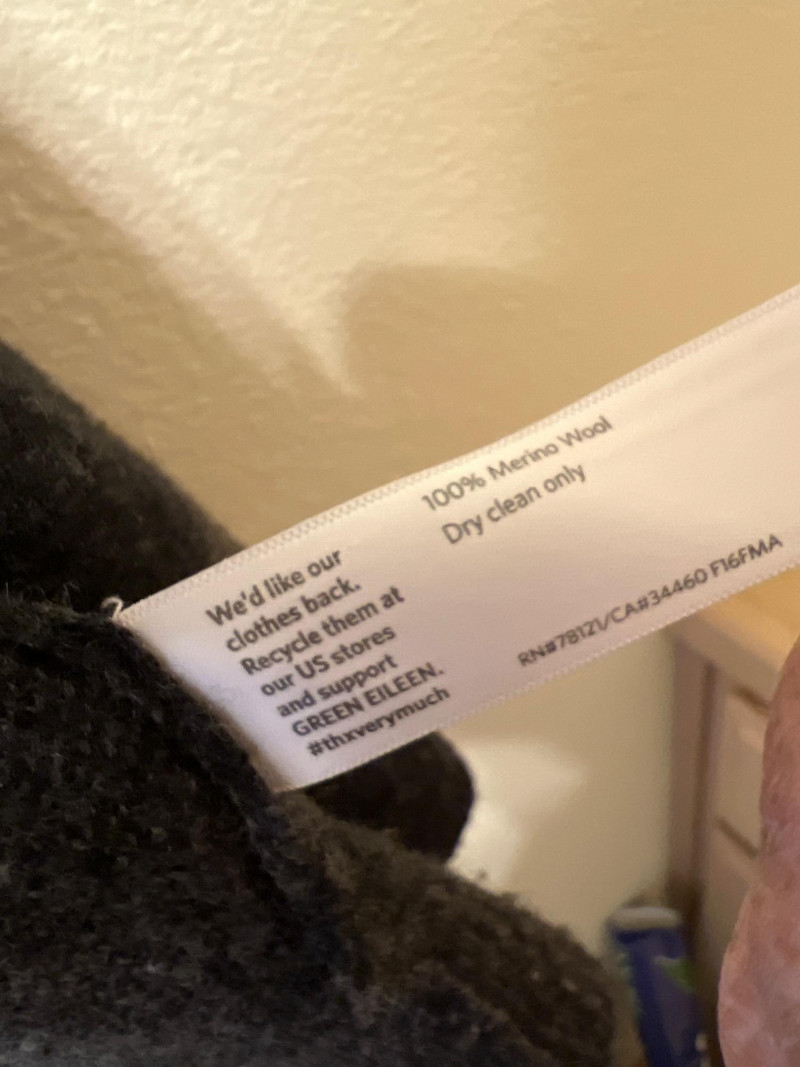 We'd like our
clothes back.
Recycle them at
our US stores
and support
GREEN EILEEN.
#thxverymuch
100% Merino Wool
Dry clean only
RN#78121/CA#34460 F16FMA